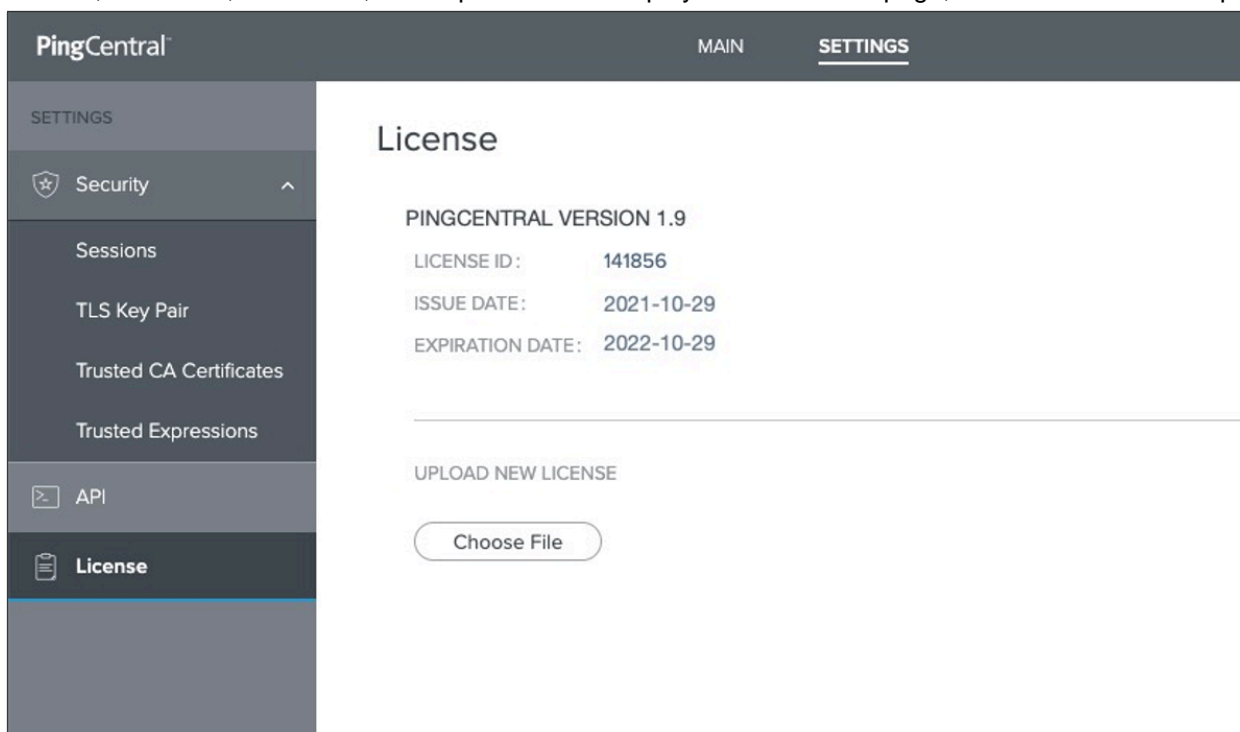 PingCentral™ MAIN SETTINGS
SETTINGS
Security
Sessions
TLS Key Pair
Trusted CA Certificates
Trusted Expressions
API
License
License
PINGCENTRAL VERSION 1.9
LICENSE ID: 141856
ISSUE DATE: 2021-10-29
EXPIRATION DATE: 2022-10-29
UPLOAD NEW LICENSE
Choose File